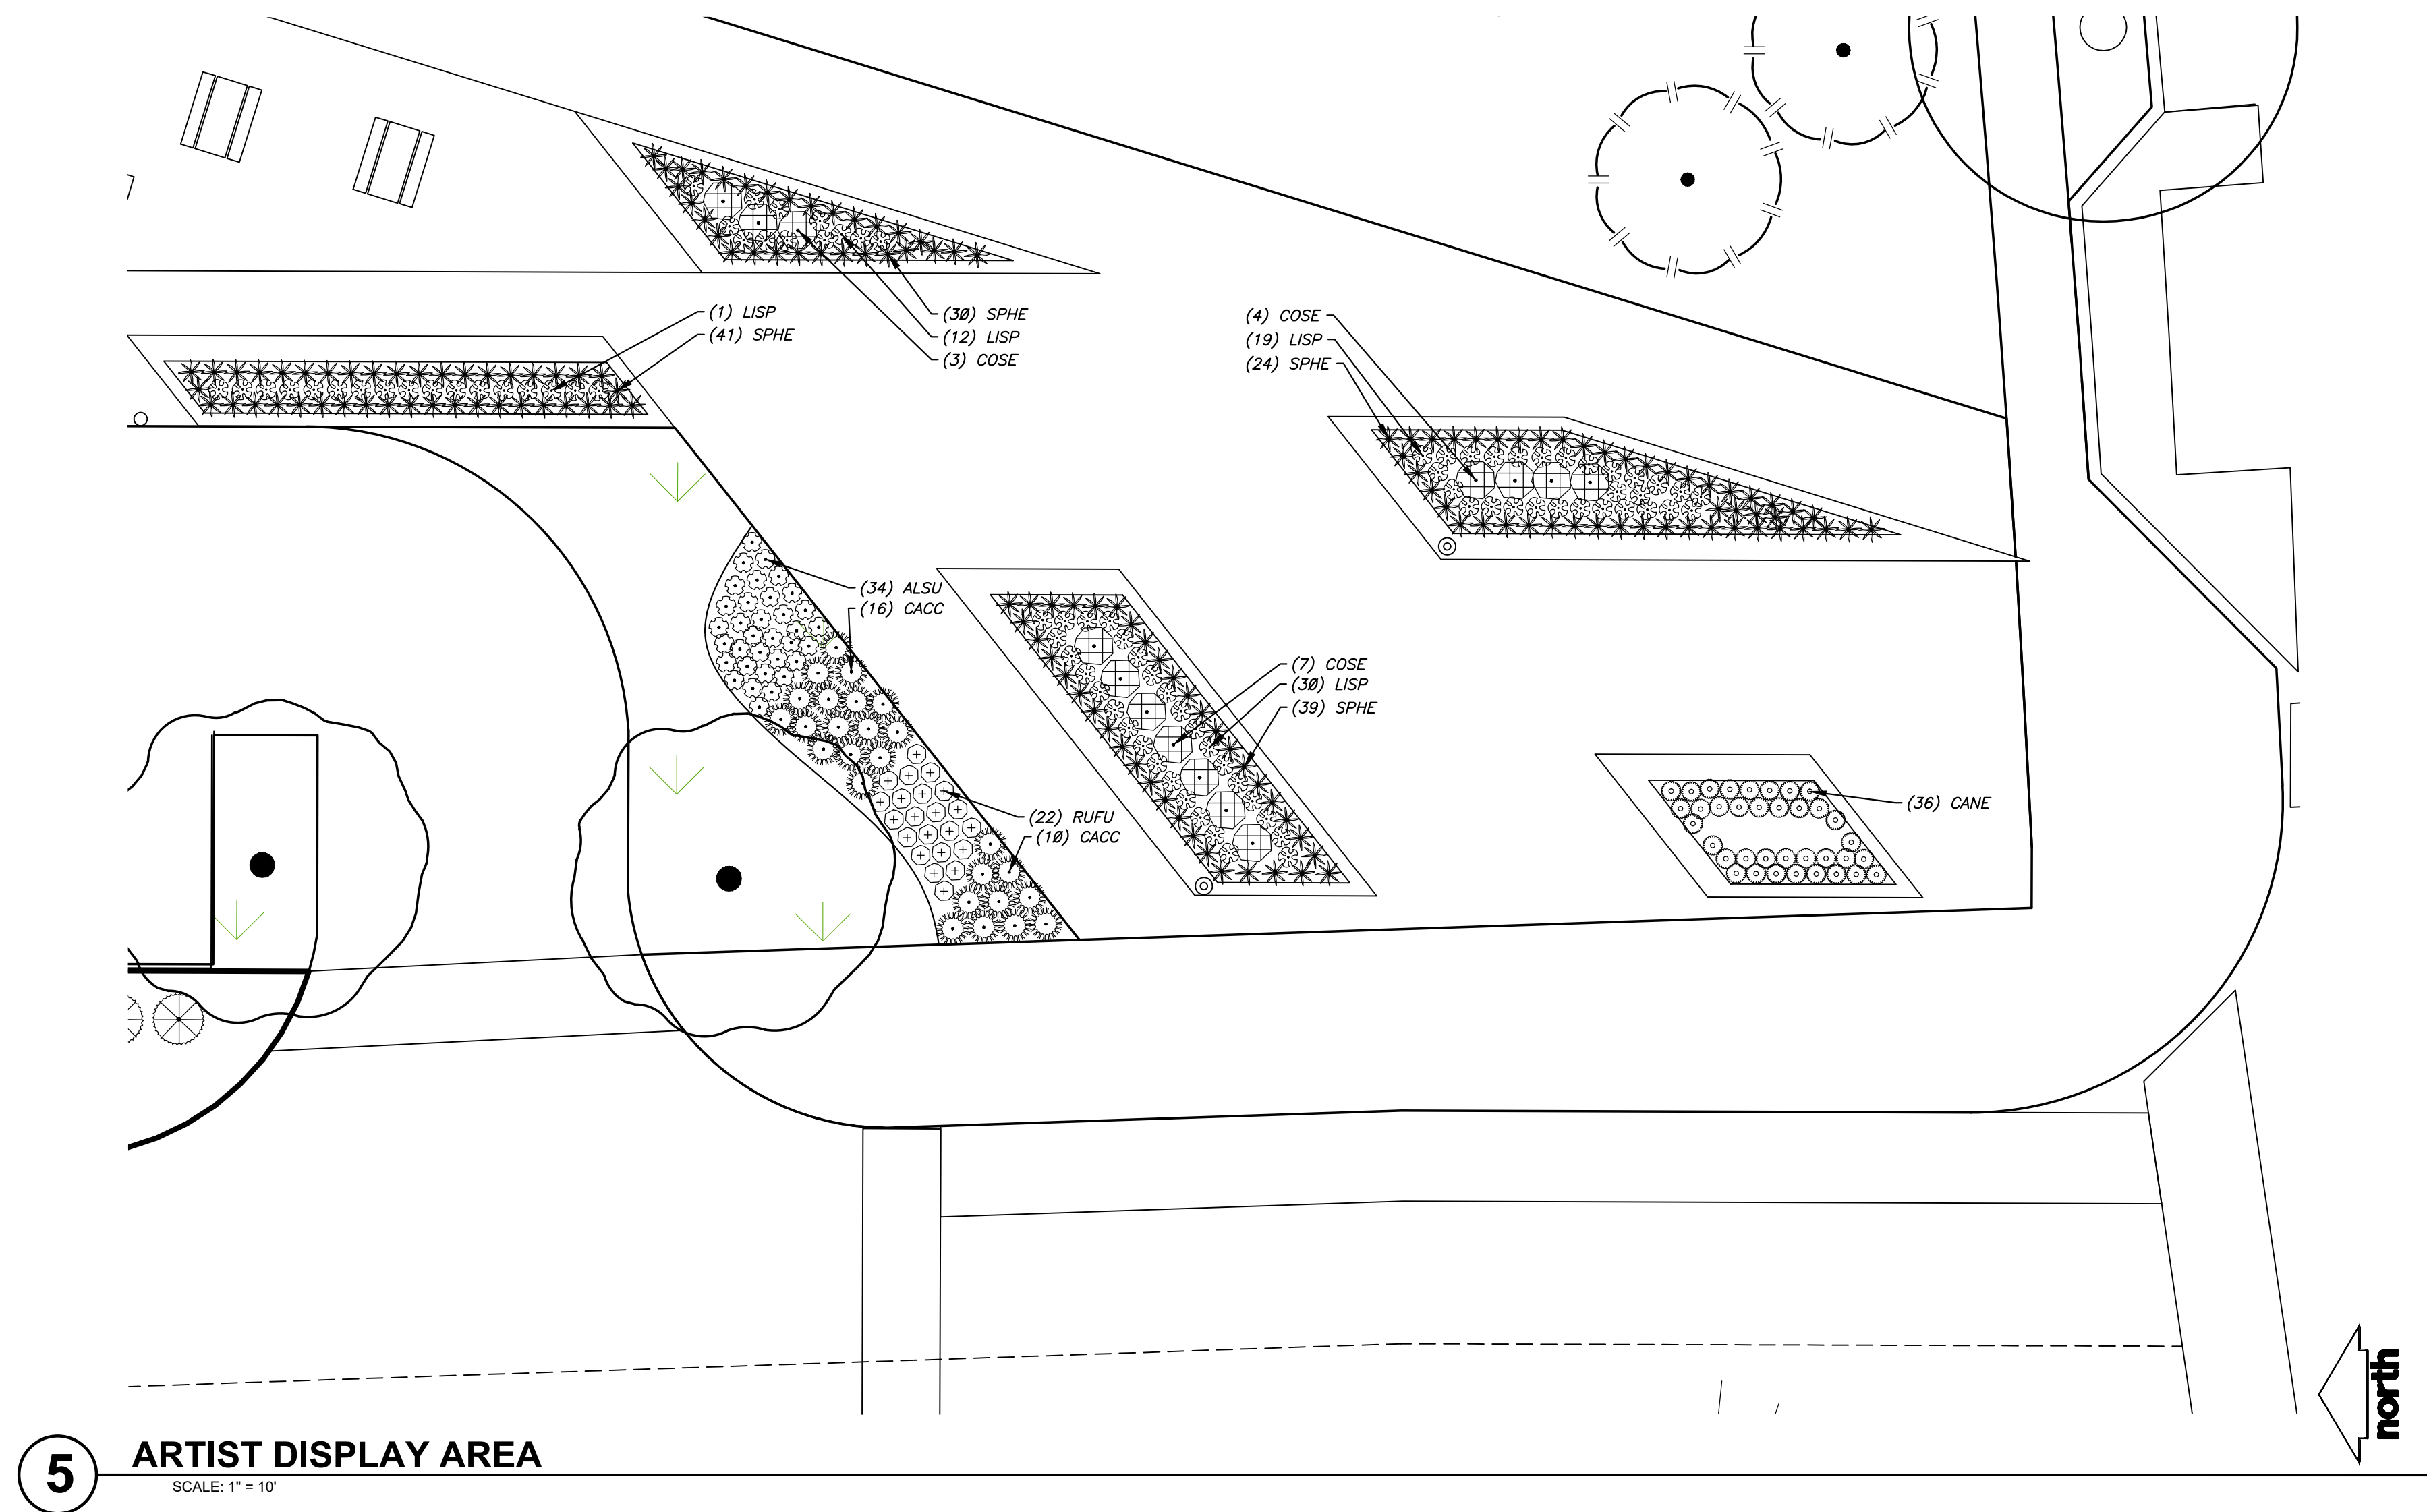 (1) LISP
(41) SPHE
(30) SPHE
(12) LISP
(3) COSE
(4) COSE
(19) LISP
(24) SPHE
(34) ALSU
(16) CACC
(7) COSE
(30) LISP
(39) SPHE
(22) RUFU
(10) CACC
(36) CANE
north
5
ARTIST DISPLAY AREA
SCALE: 1" = 10'